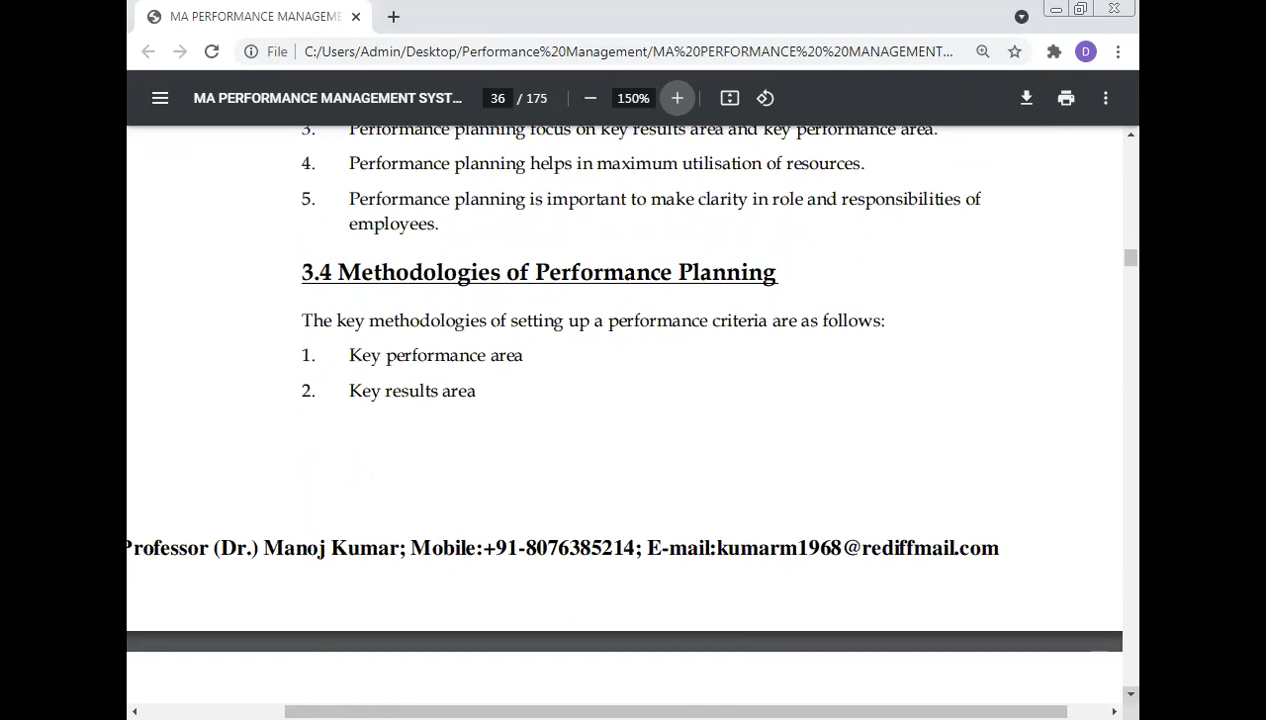 MA PERFORMANCE MANAGEME
File C:/Users/Admin/Desktop/Performance%20Management/MA%20PERFORMANCE%20%20MANAGEMENT... D
MA PERFORMANCE MANAGEMENT SYST... 36 / 175 150%
3. Performance planning focus on key results area and key performance area.
4. Performance planning helps in maximum utilisation of resources.
5. Performance planning is important to make clarity in role and responsibilities of
employees.
3.4 Methodologies of Performance Planning
The key methodologies of setting up a performance criteria are as follows:
1. Key performance area
2. Key results area
Professor (Dr.) Manoj Kumar; Mobile:+91-8076385214; E-mail:kumarm1968@rediffmail.com